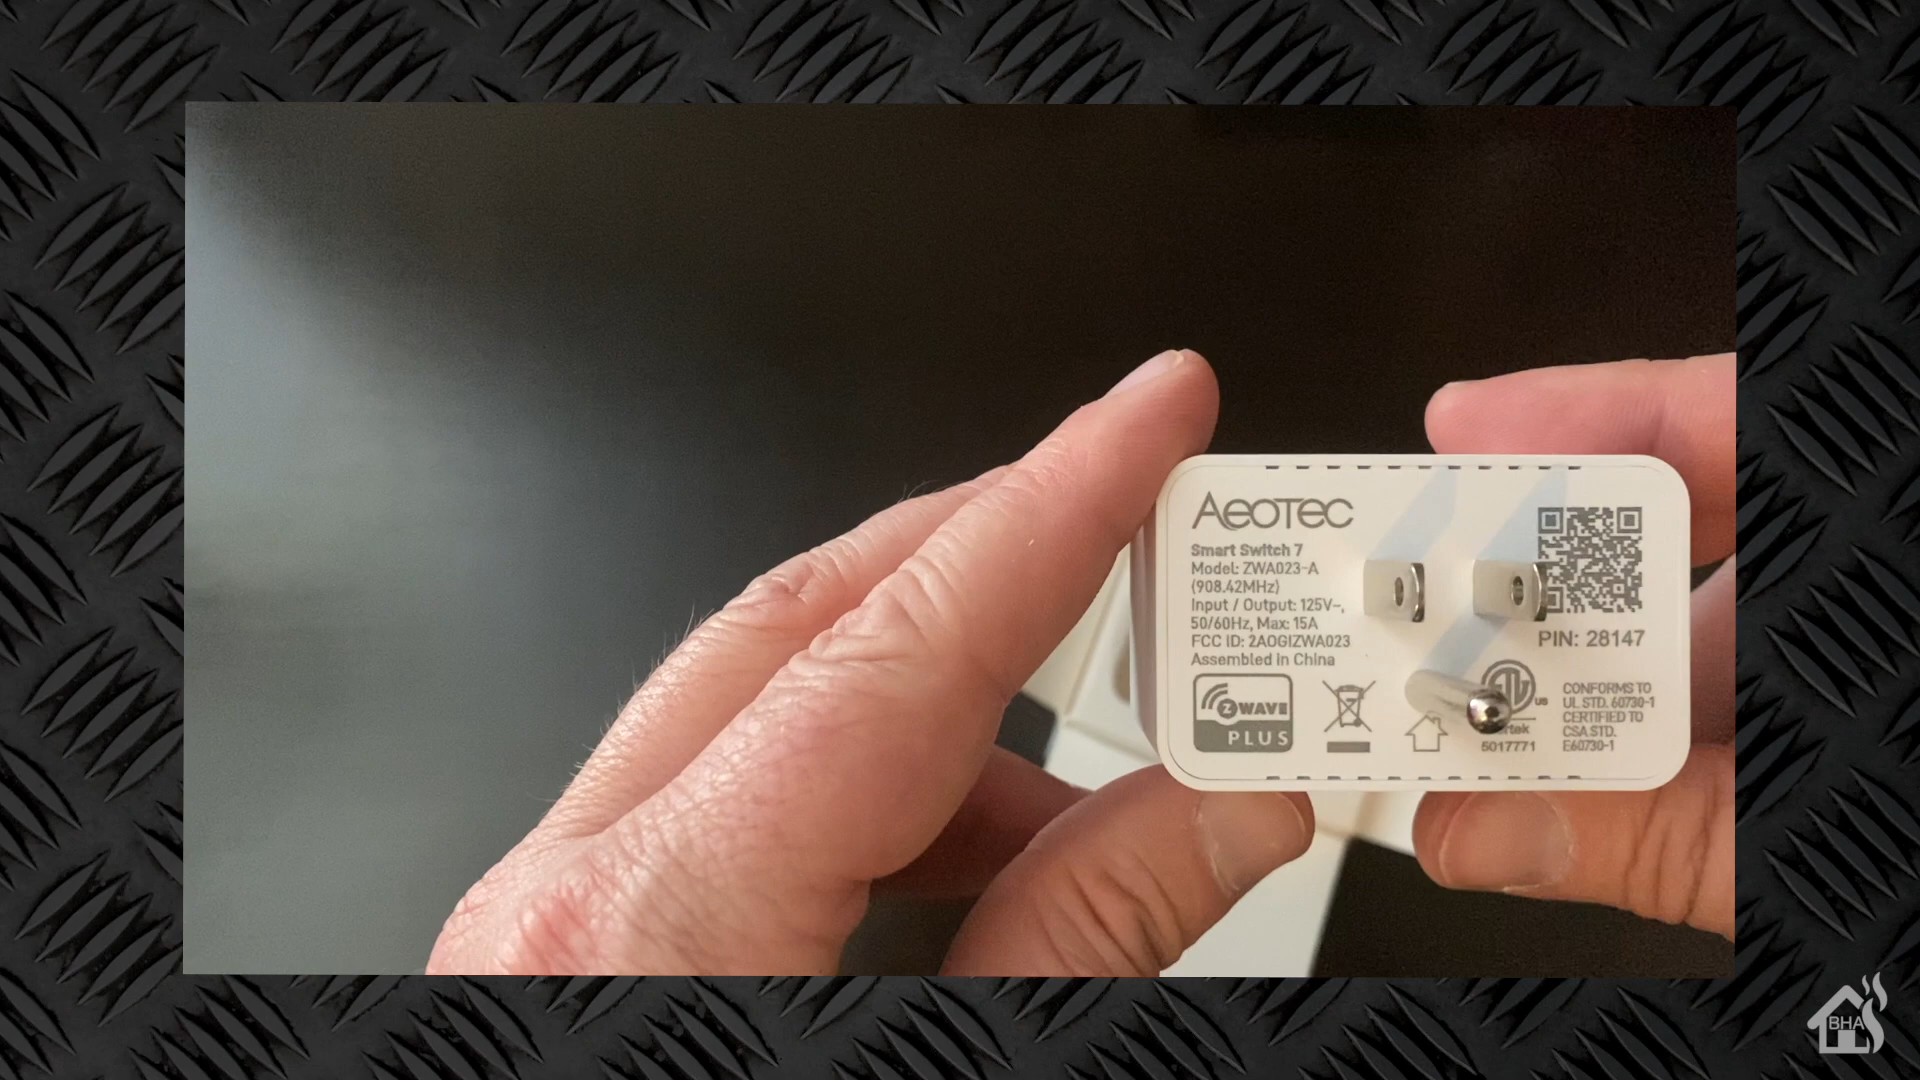 AeOTEC
Smart Switch 7
Model: ZWA023-A
(908.42MHz)
Input / Output: 125V~,
50/60Hz, Max: 15A
FCC ID: 2AOGIZWA023
Assembled in China
Z WAVE
PLUS
PIN: 28147
US
5017771
CONFORMS TO
UL STD. 60730-1
CERTIFIED TO
CSA STD.
E60730-1
BHA